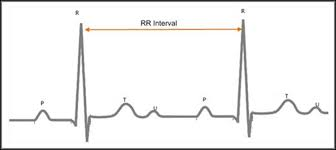 R R
RR Interval
P T U P T U